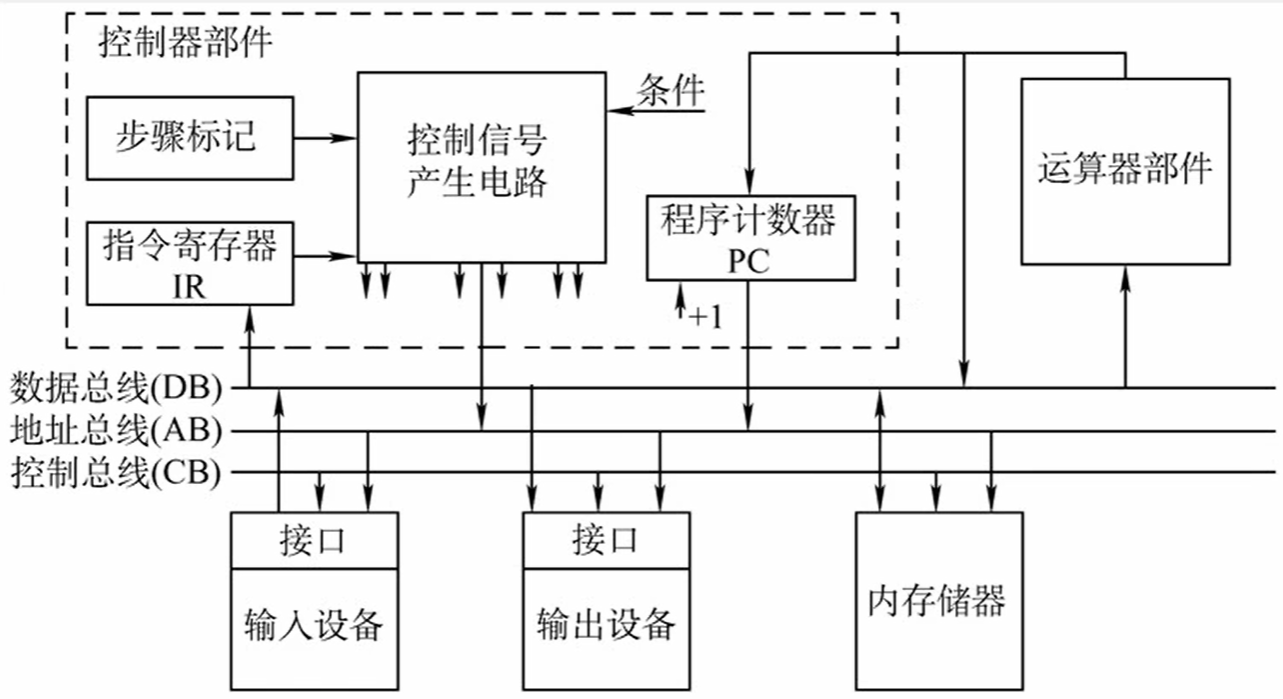 控制器部件
步骤标记
控制信号
产生电路
条件
运算器部件
指令寄存器
IR
程序计数器
PC
+1
数据总线(DB)
地址总线(AB)
控制总线(CB)
接口
输入设备
接口
输出设备
内存储器